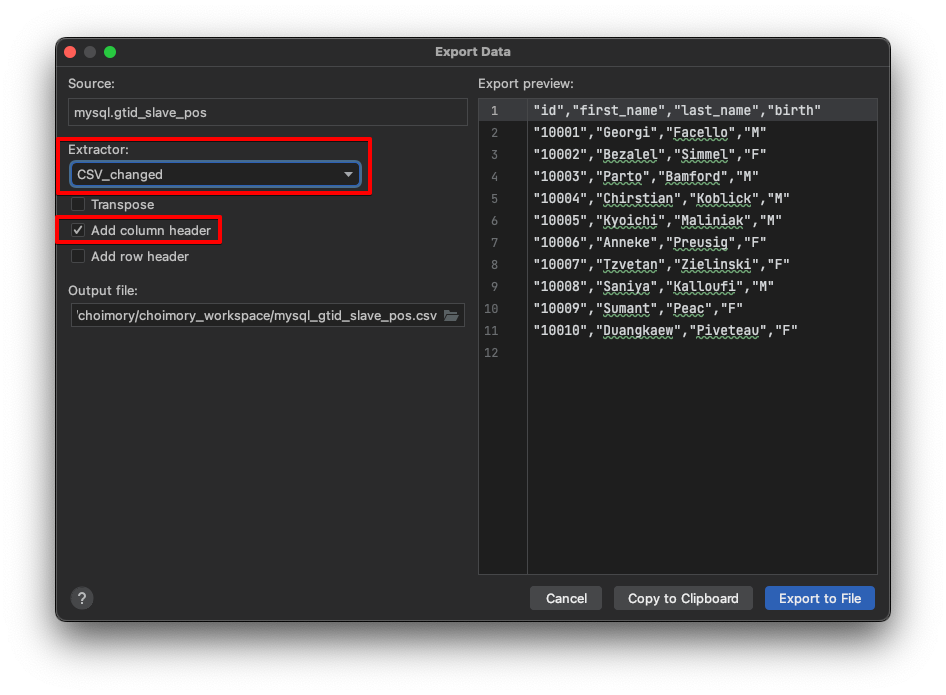 Export Data
Source:
mysql.gtid_slave_pos
Extractor:
CSV_changed
Transpose
Add column header
Add row header
Output file:
'choimory/choimory_workspace/mysql_gtid_slave_pos.csv
Export preview:
1 "id","first_name","last_name","birth"
2 "10001","Georgi","Facello","M"
3 "10002","Bezalel","Simmel","F"
4 "10003","Parto","Bamford","M"
5 "10004","Chirstian","Koblick","M"
6 "10005","Kyoichi","Maliniak","M"
7 "10006","Anneke","Preusig","F"
8 "10007","Tzvetan","Zielinski","F"
9 "10008","Saniya","Kalloufi","M"
10 "10009","Sumant","Peac","F"
11 "10010","Duangkaew","Piveteau","F"
12
?
Cancel
Copy to Clipboard
Export to File